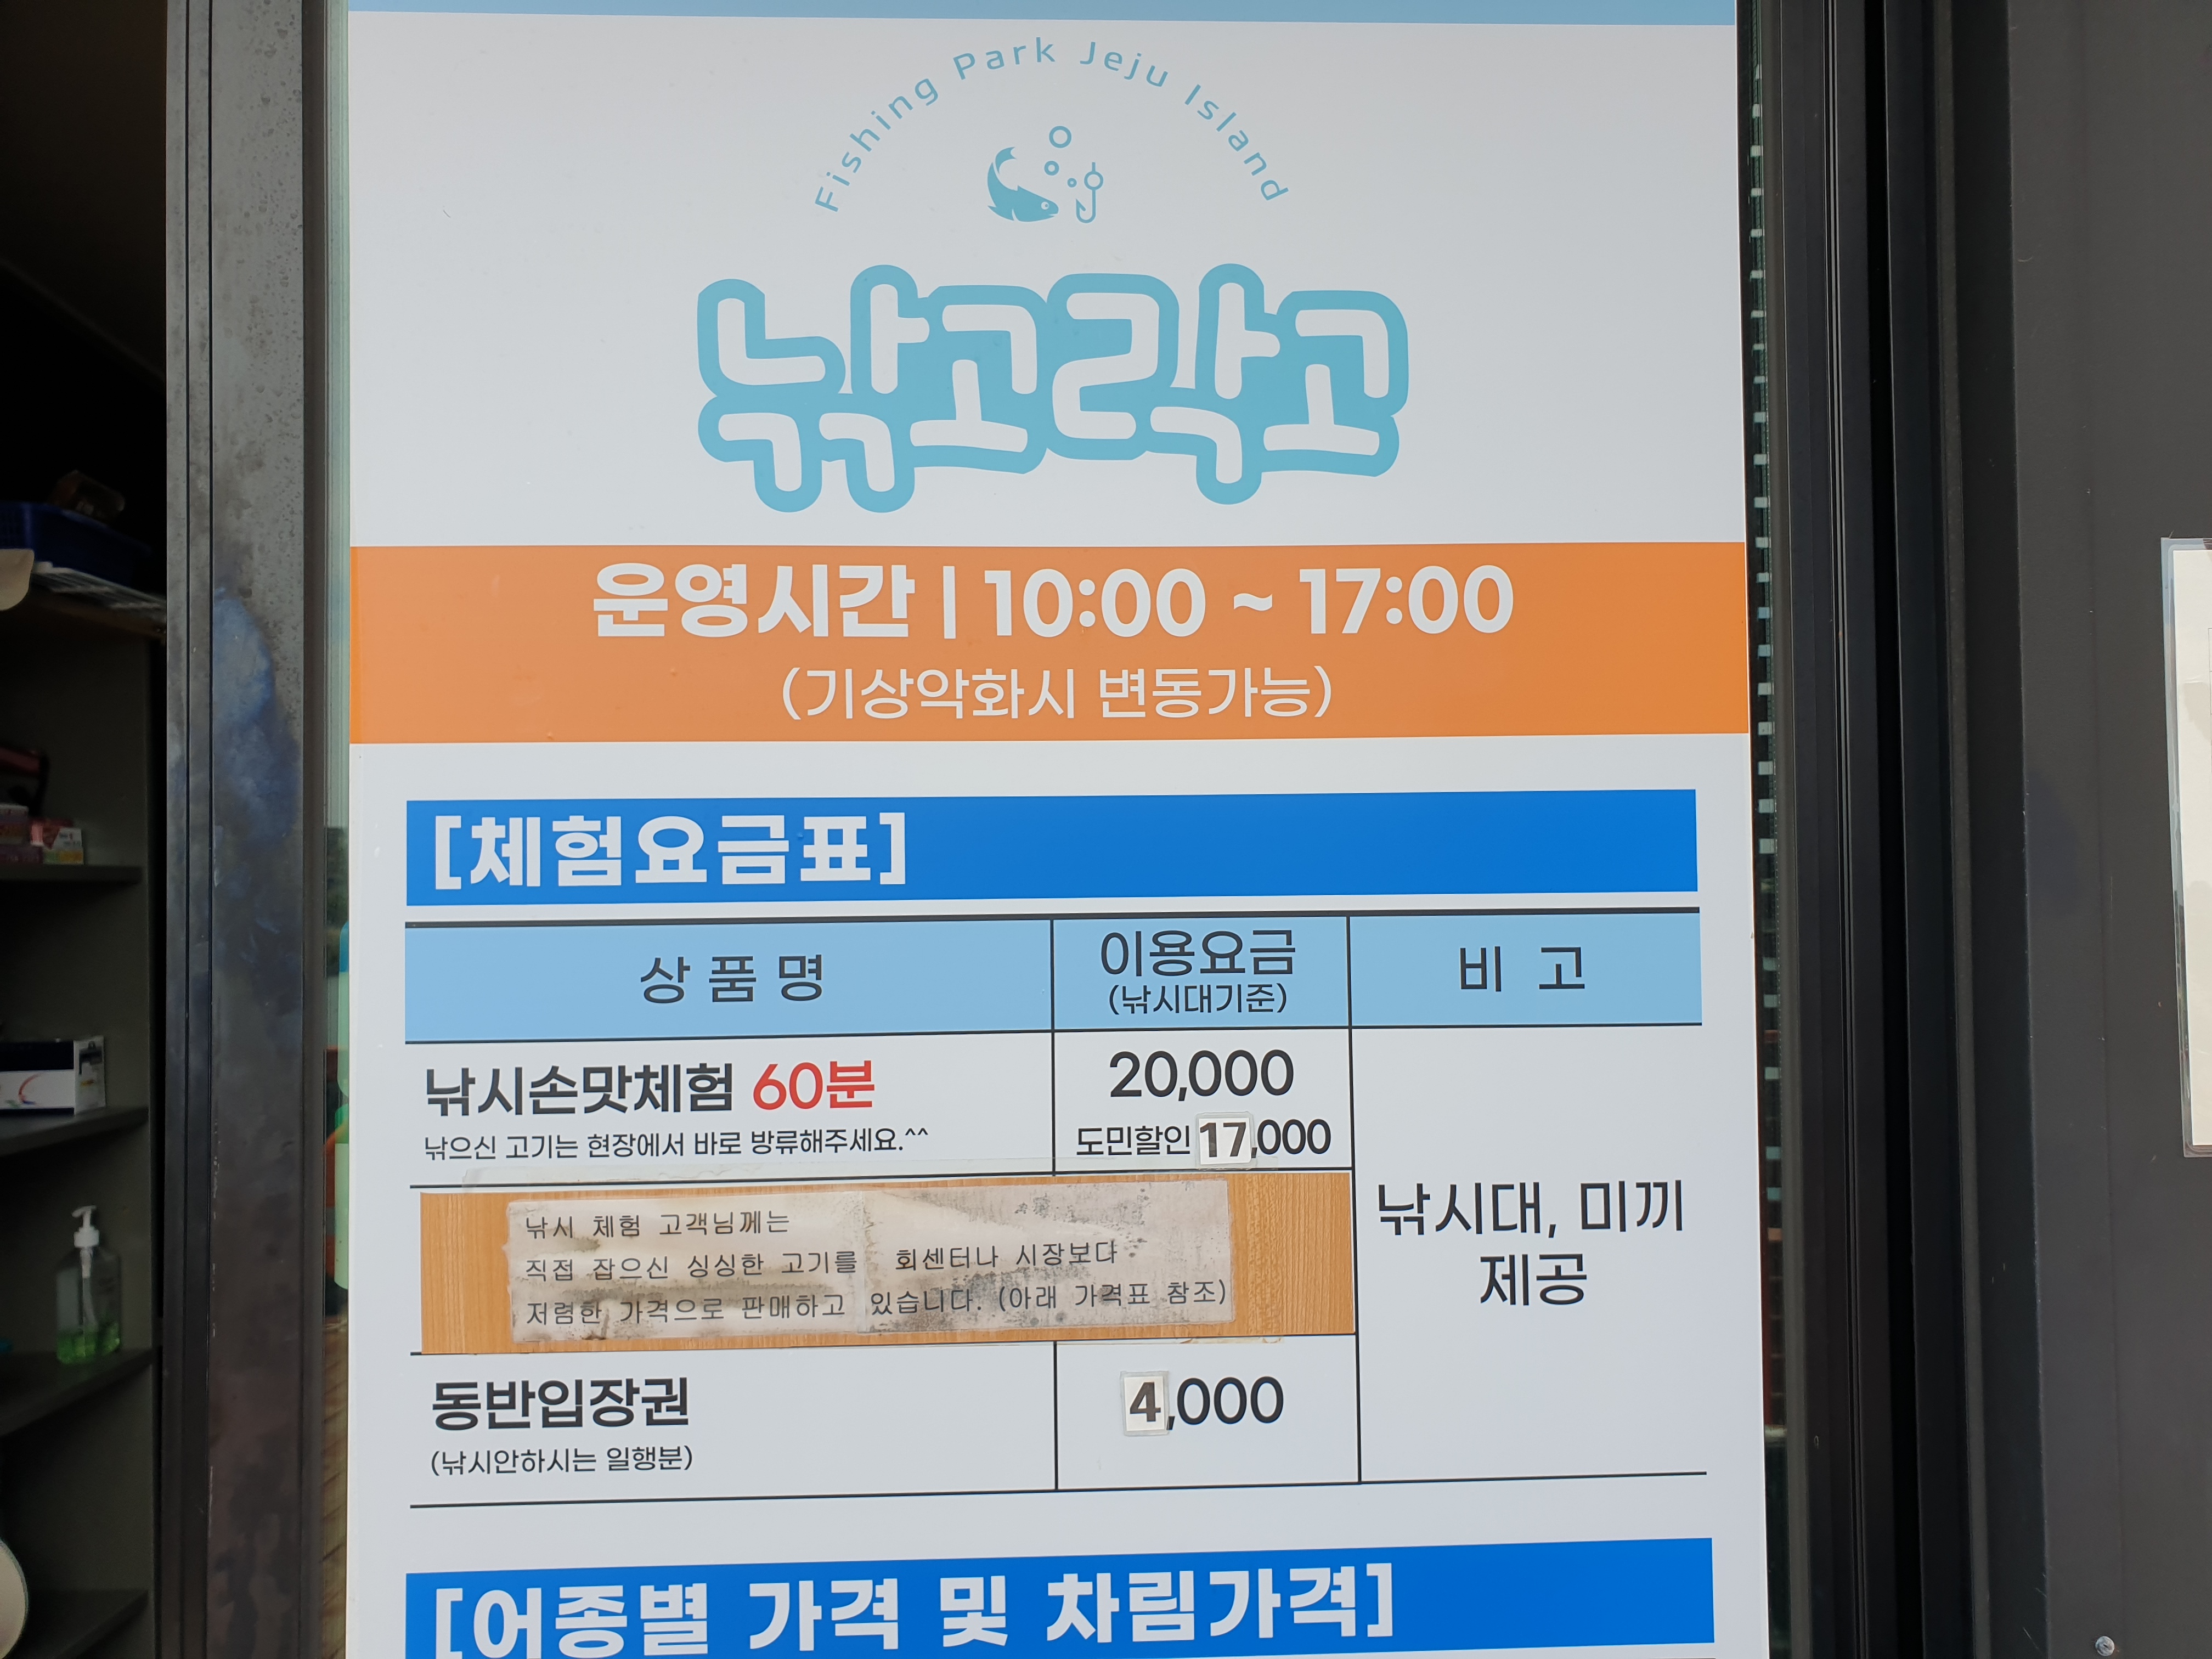 Fishing Park Jeju Island
낚고락고
운영시간 | 10:00 ~ 17:00
(기상악화시 변동가능)
[체험요금표]
상 품 명
이용요금
(낚시대기준)
비 고
낚시손맛체험 60분
낚으신 고기는 현장에서 바로 방류해주세요.^^
20,000
도민할인 17,000
낚시 체험 고객님께는
직접 잡으신 싱싱한 고기를 회센터나 시장보다
저렴한 가격으로 판매하고 있습니다. (아래 가격표 참조)
낚시대, 미끼
제공
동반입장권
(낚시안하시는 일행분)
4,000
[어종별 가격 및 차림가격]